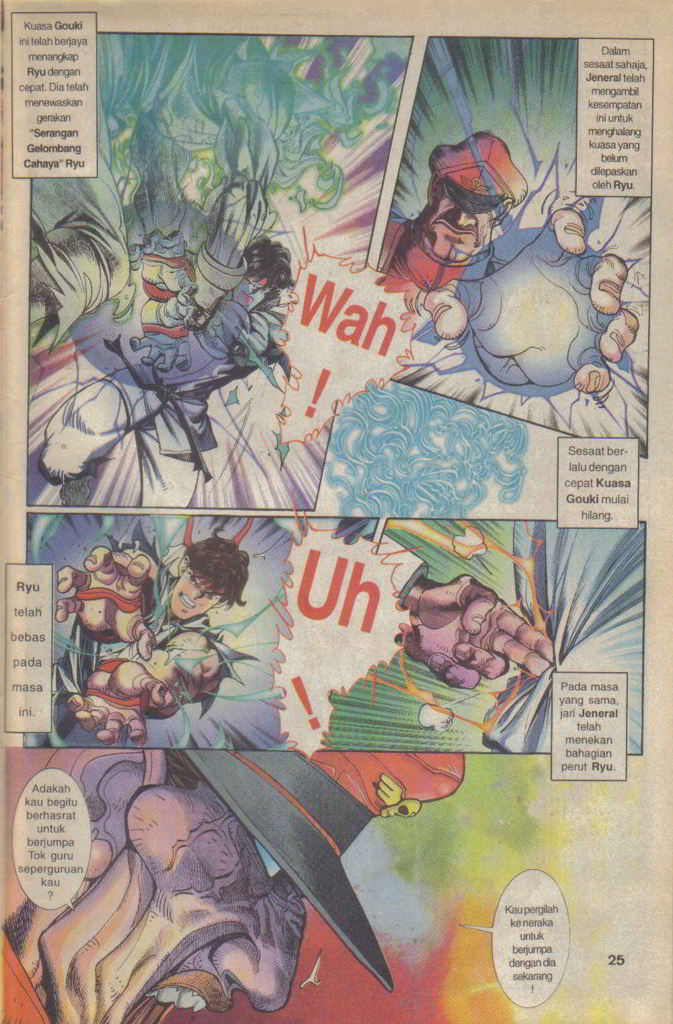 Kuasa Gouki
ini telah berjaya
menangkap
Ryu dengan
cepat. Dia telah
menewaskan
gerakan
"Serangan
Gelombang
Cahaya" Ryu
Dalam
sesaat sahaja,
Jeneral telah
mengambil
kesempatan
ini untuk
menghalang
kuasa yang
belum
dilepaskan
oleh Ryu.
Wah
!
Sesaat ber-
lalu dengan
cepat Kuasa
Gouki mulai
hilang.
Ryu
telah
bebas
pada
masa
ini.
Uh
!
Pada masa
yang sama,
jari Jeneral
telah
menekan
bahagian
perut Ryu.
Adakah
kau begitu
berhasrat
untuk
berjumpa
Tok guru
seperguruan
kau
?
Kau pergilah
ke neraka
untuk
berjumpa
dengan dia
sekarang
!
25